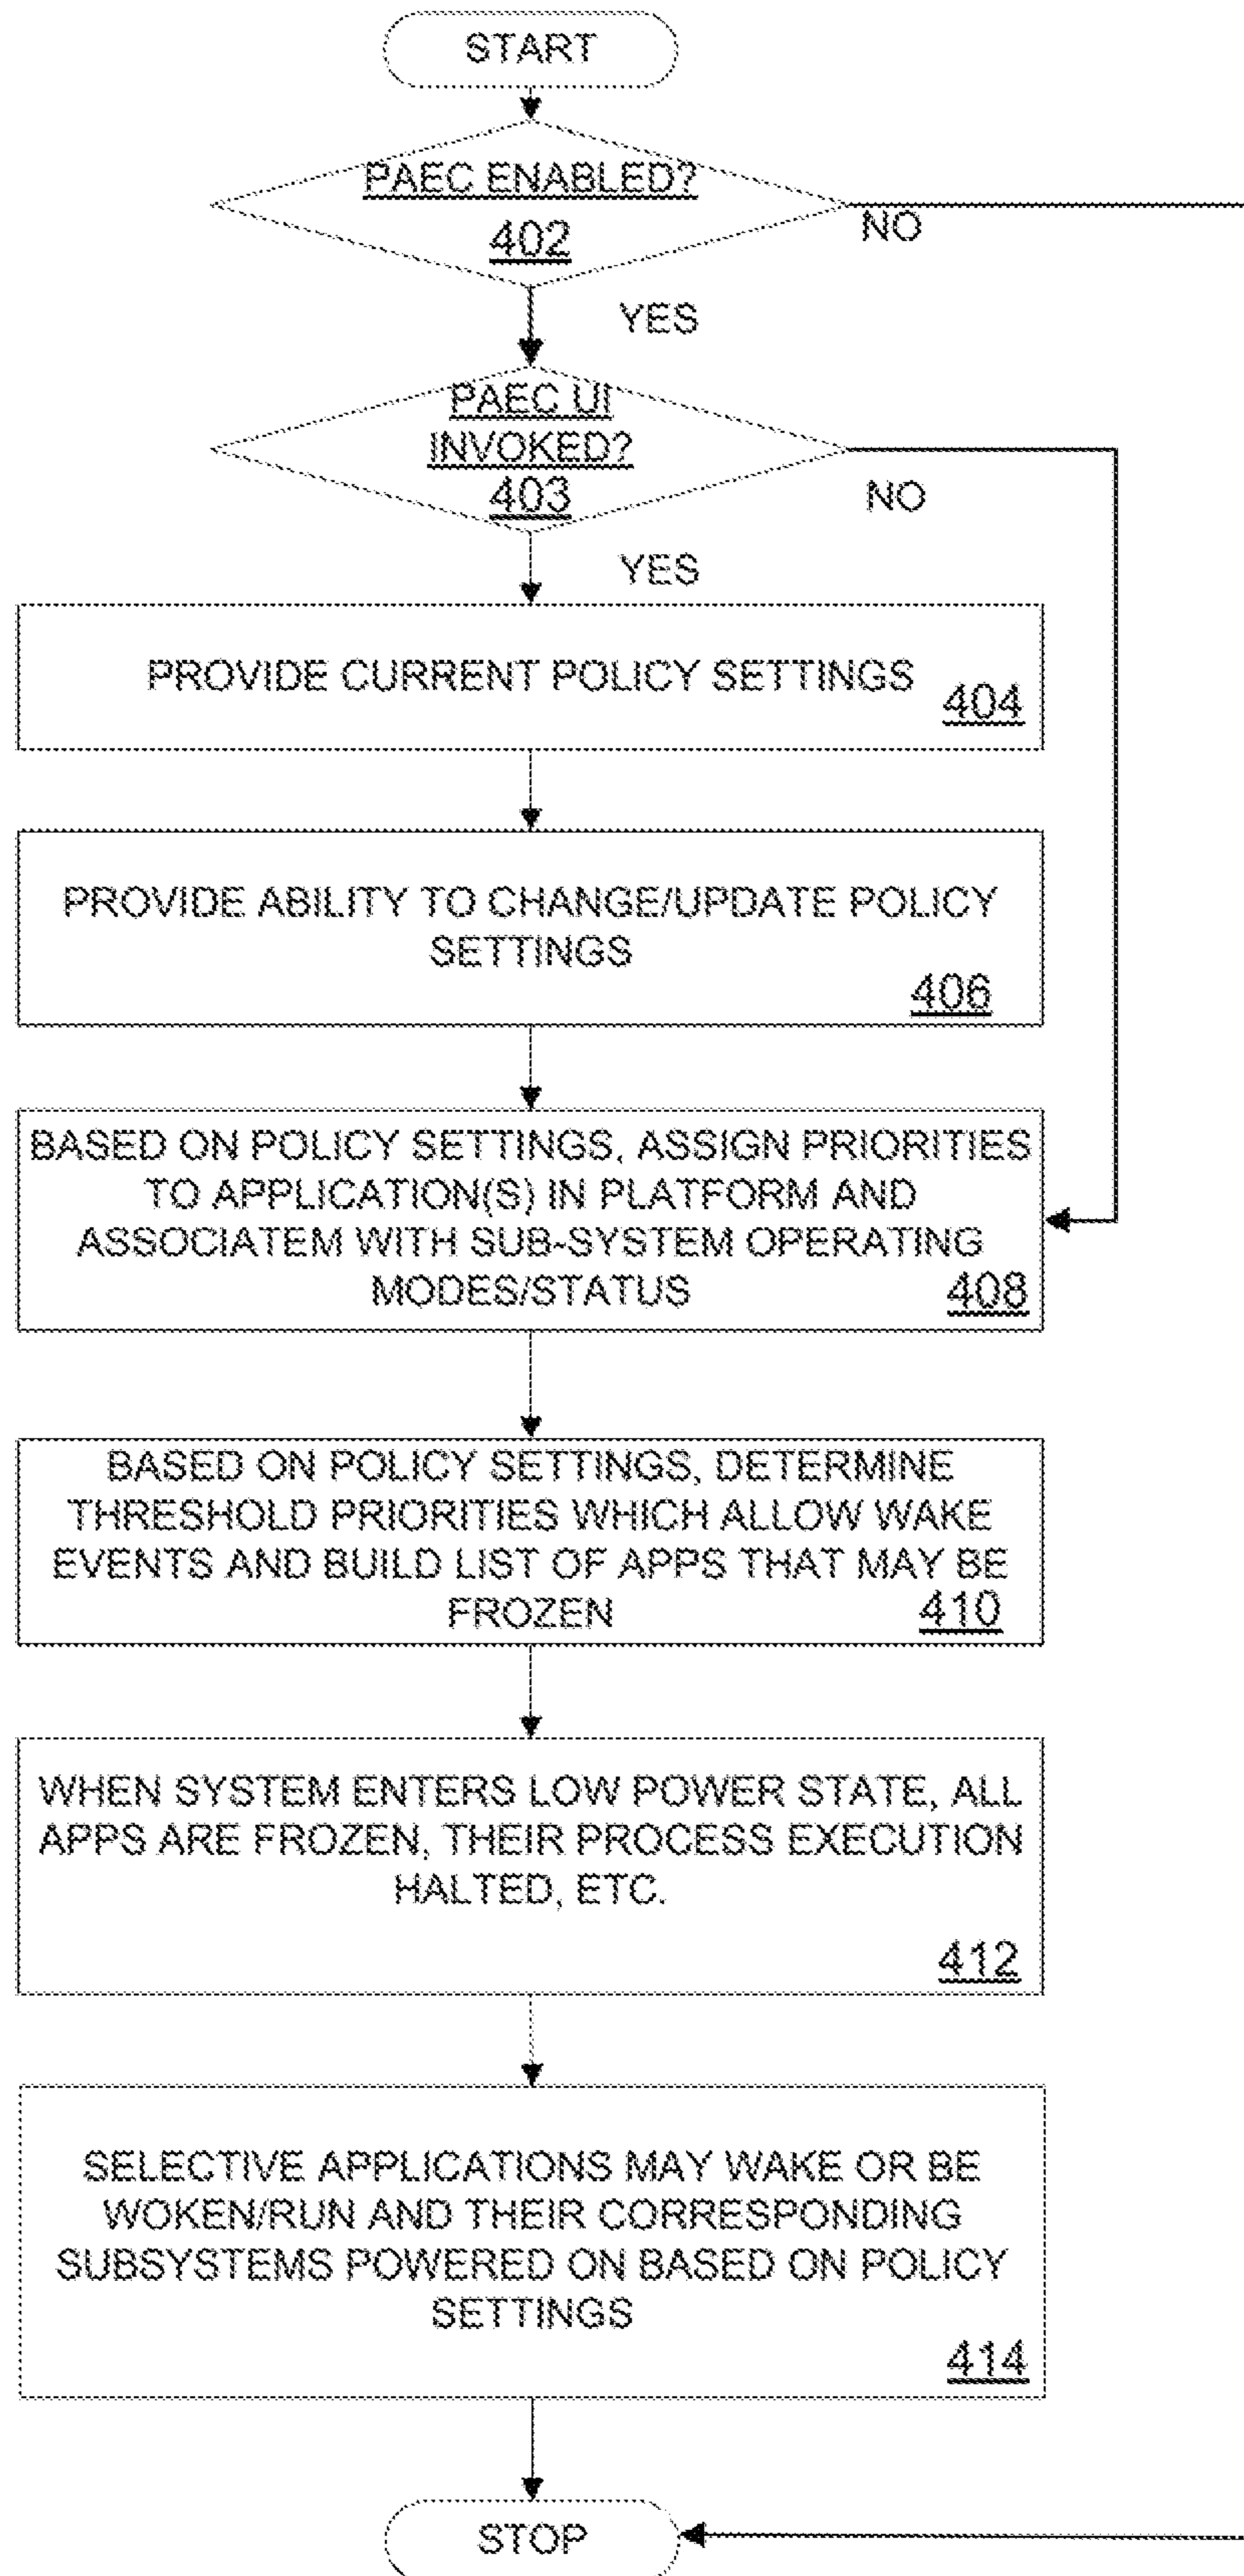 START
PAEC ENABLED?
402
NO
YES
PAEC UI
INVOKED?
403
NO
YES
PROVIDE CURRENT POLICY SETTINGS
404
PROVIDE ABILITY TO CHANGE/UPDATE POLICY
SETTINGS
406
BASED ON POLICY SETTINGS, ASSIGN PRIORITIES
TO APPLICATION(S) IN PLATFORM AND
ASSOCIATEM WITH SUB-SYSTEM OPERATING
MODES/STATUS
408
BASED ON POLICY SETTINGS, DETERMINE
THRESHOLD PRIORITIES WHICH ALLOW WAKE
EVENTS AND BUILD LIST OF APPS THAT MAY BE
FROZEN
410
WHEN SYSTEM ENTERS LOW POWER STATE, ALL
APPS ARE FROZEN, THEIR PROCESS EXECUTION
HALTED, ETC.
412
SELECTIVE APPLICATIONS MAY WAKE OR BE
WOKEN/RUN AND THEIR CORRESPONDING
SUBSYSTEMS POWERED ON BASED ON POLICY
SETTINGS
414
STOP